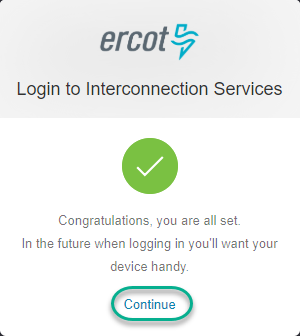 ercot
Login to Interconnection Services
Congratulations, you are all set.
In the future when logging in you'll want your
device handy.
Continue